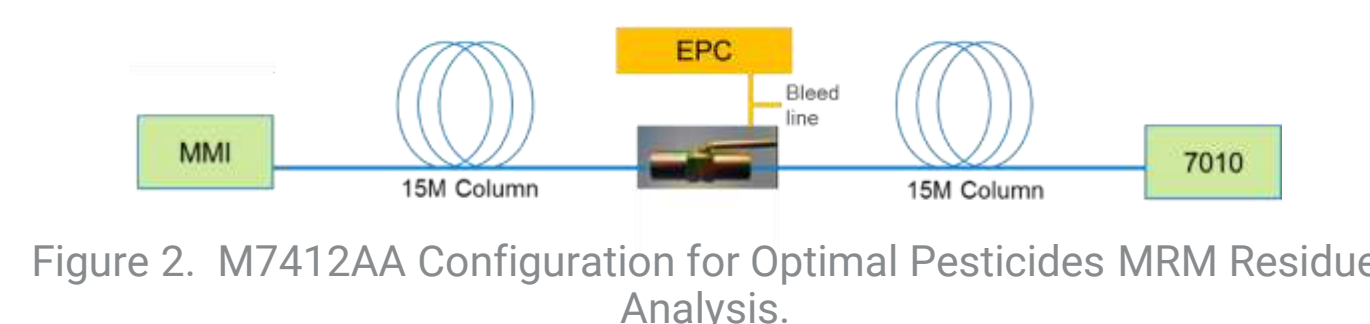 EPC
Bleed
line
MMI
7010
15M Column
15M Column
Figure 2. M7412AA Configuration for Optimal Pesticides MRM Residue
Analysis.